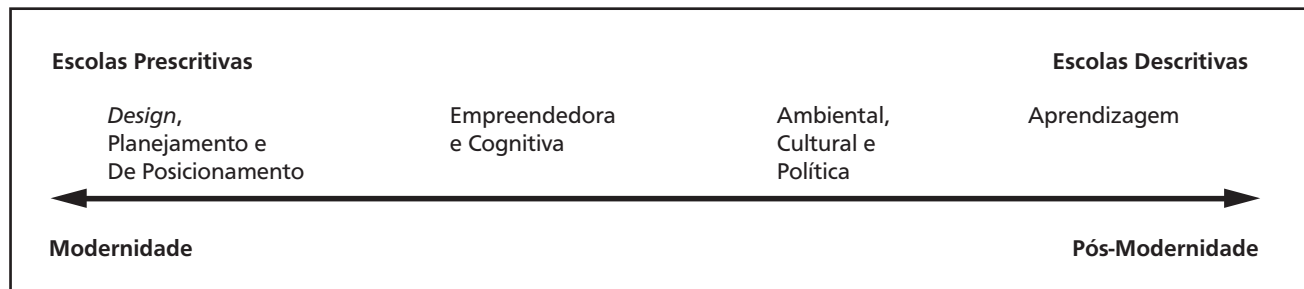 Escolas Prescritivas
Escolas Descritivas
Design,
Planejamento e
De Posicionamento
Empreendedora
e Cognitiva
Ambiental,
Cultural e
Política
Aprendizagem
Modernidade
Pós-Modernidade